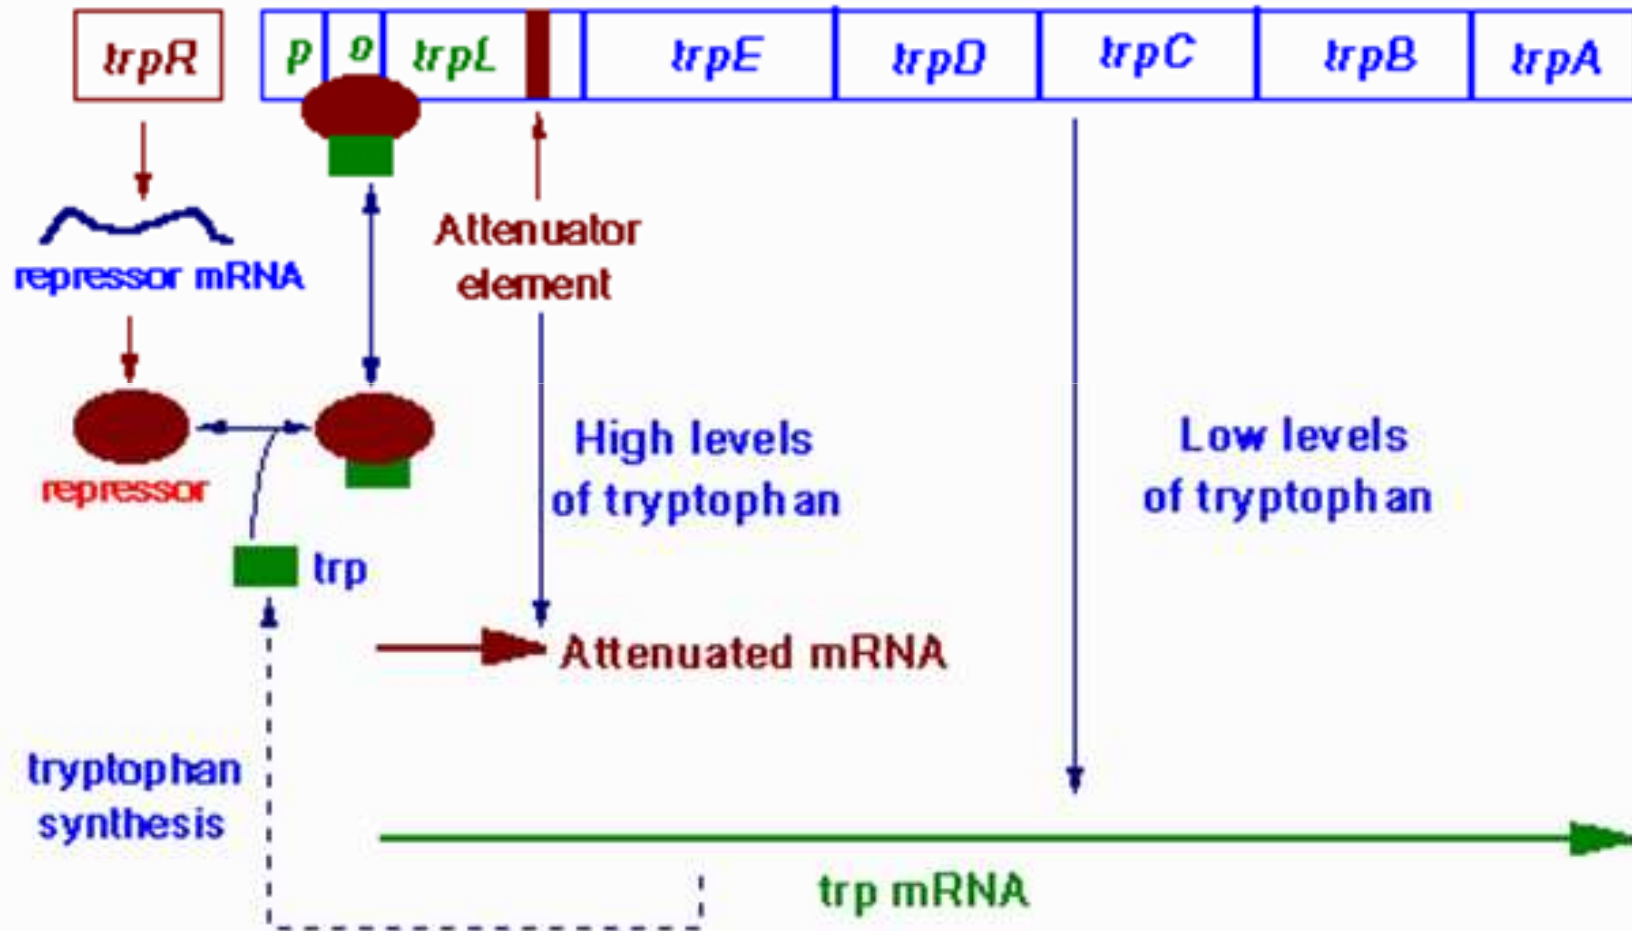 trpR p o trpL trpE trpD trpC trpB trpA
Attenuator
element
repressor mRNA
High levels
of tryptophan
Low levels
of tryptophan
repressor
trp
Attenuated mRNA
tryptophan
synthesis
trp mRNA